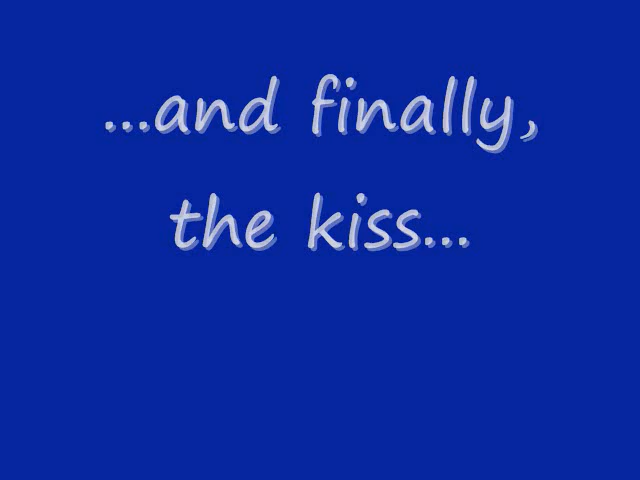 ...and finally,
the kiss...